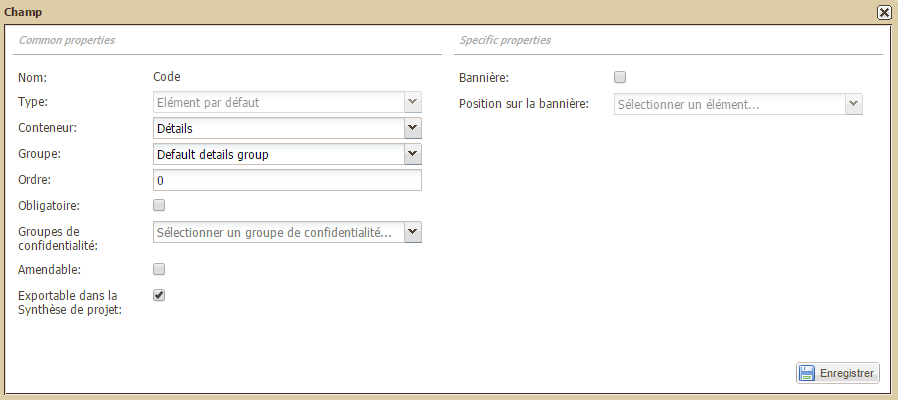 Champ
Common properties
Nom: Code
Type: Elément par défaut
Conteneur: Détails
Groupe: Default details group
Ordre: 0
Obligatoire:
Groupes de
confidentialité: Sélectionner un groupe de confidentialité...
Amendable:
Exportable dans la
Synthèse de projet:
Specific properties
Bannière:
Position sur la bannière: Sélectionner un élément...
Enregistrer